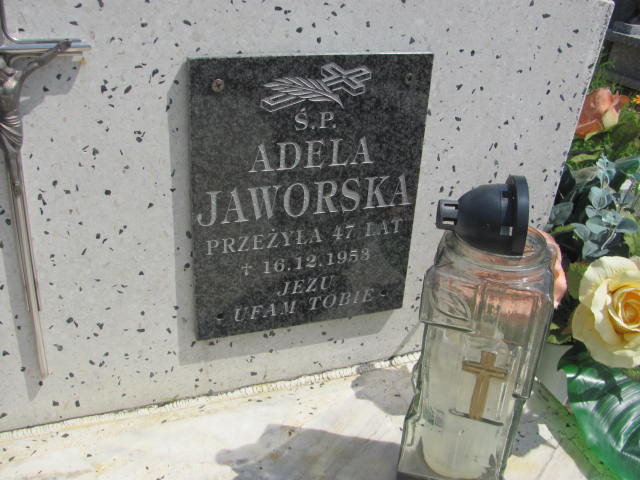 Ś.P.
ADELA
JAWORSKA
PRZEŻYŁA 47 LAT
† 16.12.1958
JEZU
UFAM TOBIE